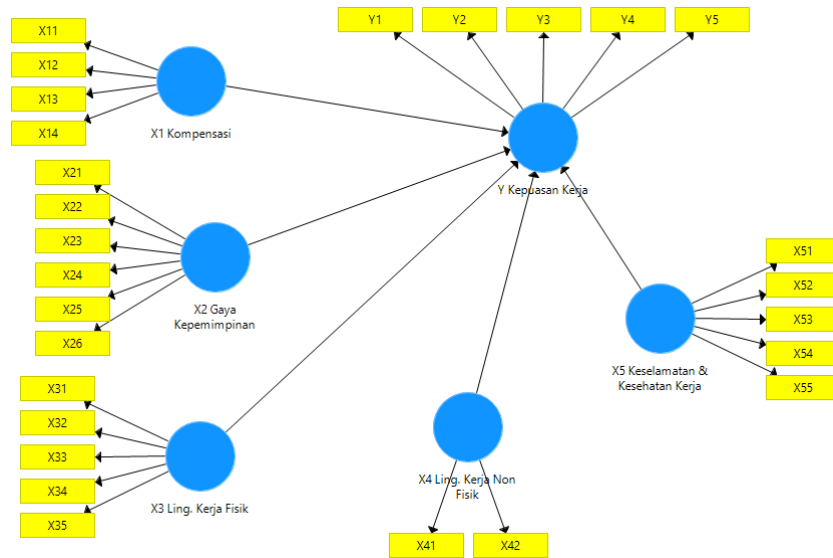 Y1
Y2
Y3
Y4
Y5
X11
X12
X13
X14
X1 Kompensasi
Y Kepuasan Kerja
X21
X22
X23
X24
X25
X26
X2 Gaya
Kepemimpinan
X51
X52
X53
X54
X55
X5 Keselamatan &
Kesehatan Kerja
X31
X32
X33
X34
X35
X3 Ling. Kerja Fisik
X4 Ling. Kerja Non
Fisik
X41
X42